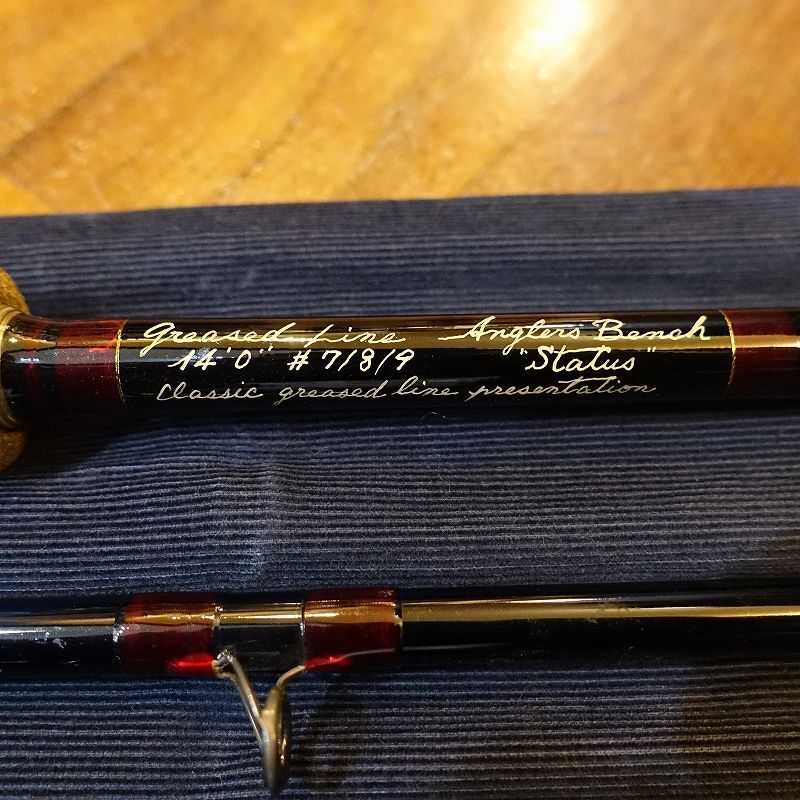 Greased Line Anglers Bench
14'0" # 7/8/9 "Status"
Classic greased line presentation